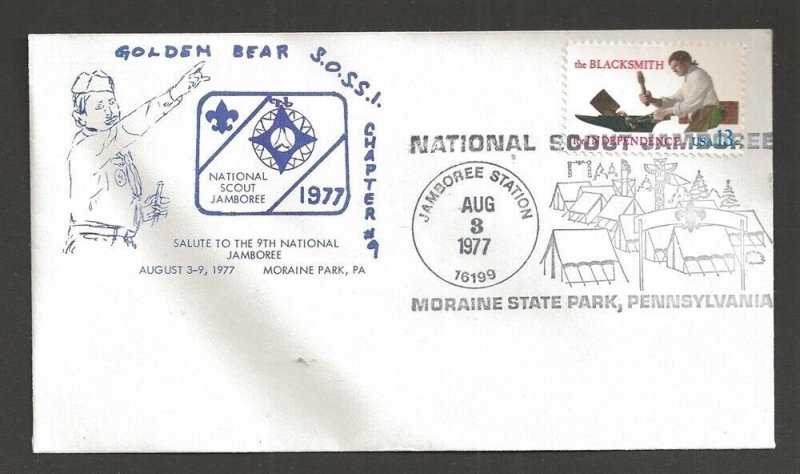 GOLDEN BEAR S.O.S.S.I.
CHAPTER #9
NATIONAL
SCOUT
JAMBOREE
1977
SALUTE TO THE 9TH NATIONAL
JAMBOREE
AUGUST 3-9, 1977 MORAINE PARK, PA
the BLACKSMITH
for INDEPENDENCE USA 13c
NATIONAL SCOUT JAMBOREE
JAMBOREE STATION
AUG
3
1977
16199
MORAINE STATE PARK, PENNSYLVANIA